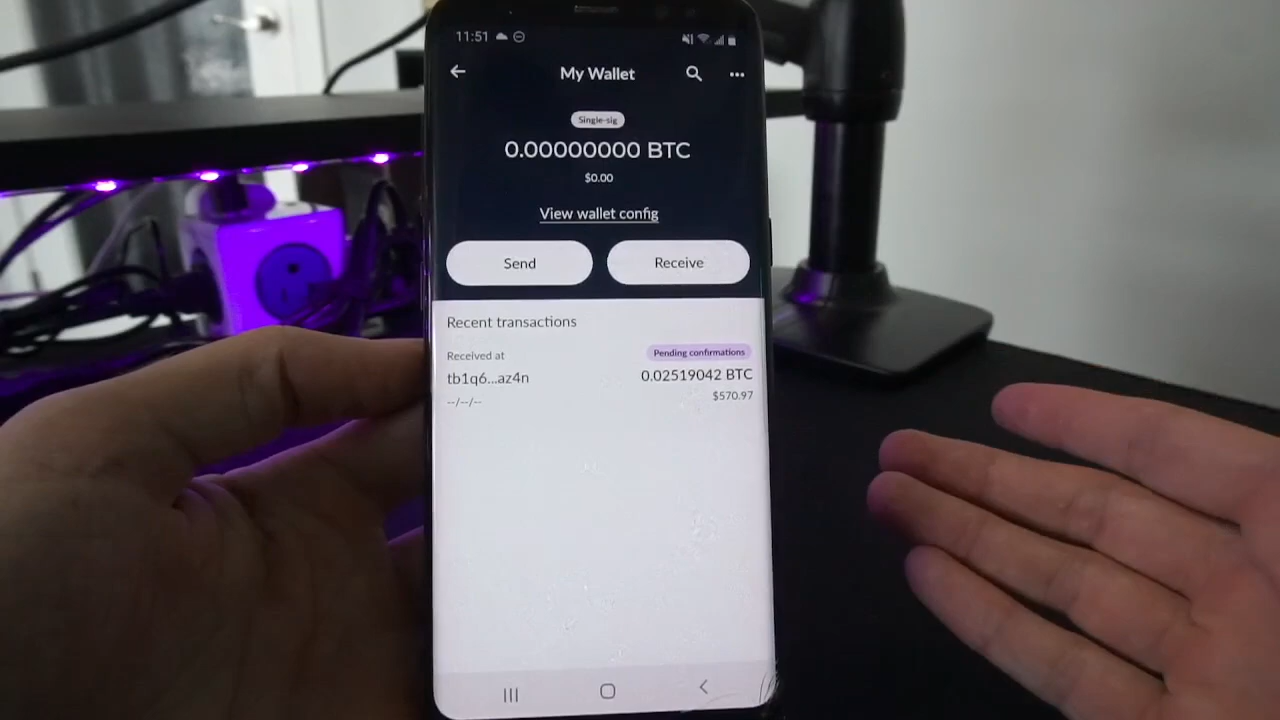 11:51
My Wallet
Single-sig
0.00000000 BTC
$0.00
View wallet config
Send Receive
Recent transactions
Received at Pending confirmations
tb1q6...az4n 0.02519042 BTC
--/--/-- $570.97